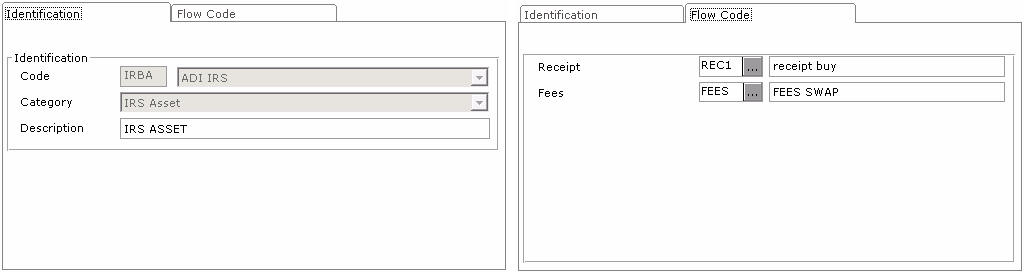 Identification Flow Code
Identification
Code IRBA ADI IRS
Category IRS Asset
Description IRS ASSET
Identification Flow Code
Receipt REC1 ... receipt buy
Fees FEES ... FEES SWAP